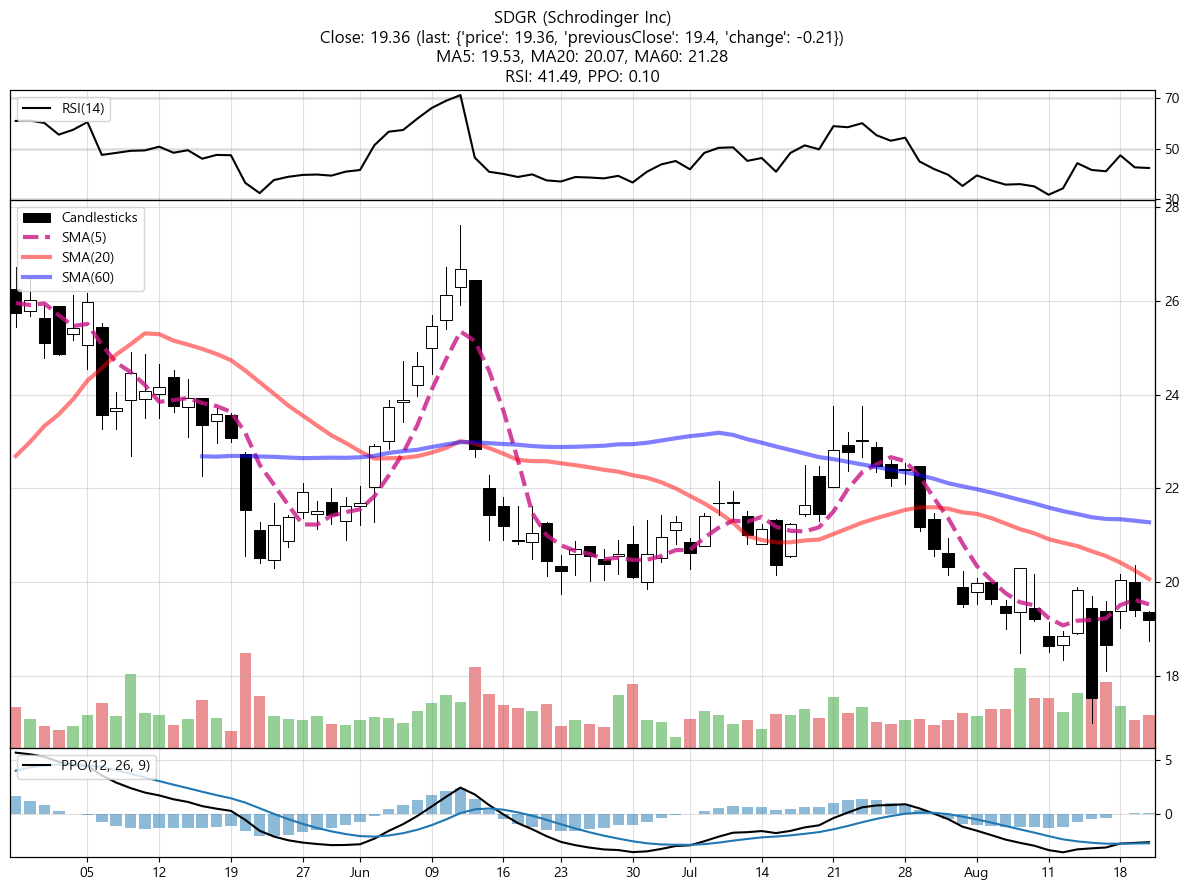 SDGR (Schrodinger Inc)
Close: 19.36 (last: {'price': 19.36, 'previousClose': 19.4, 'change': -0.21})
MA5: 19.53, MA20: 20.07, MA60: 21.28
RSI: 41.49, PPO: 0.10
RSI(14)
70
50
30
Candlesticks
SMA(5)
SMA(20)
SMA(60)
28
26
24
22
20
18
PPO(12, 26, 9)
5
0
05 12 19 27 Jun 09 16 23 30 Jul 14 21 28 Aug 11 18